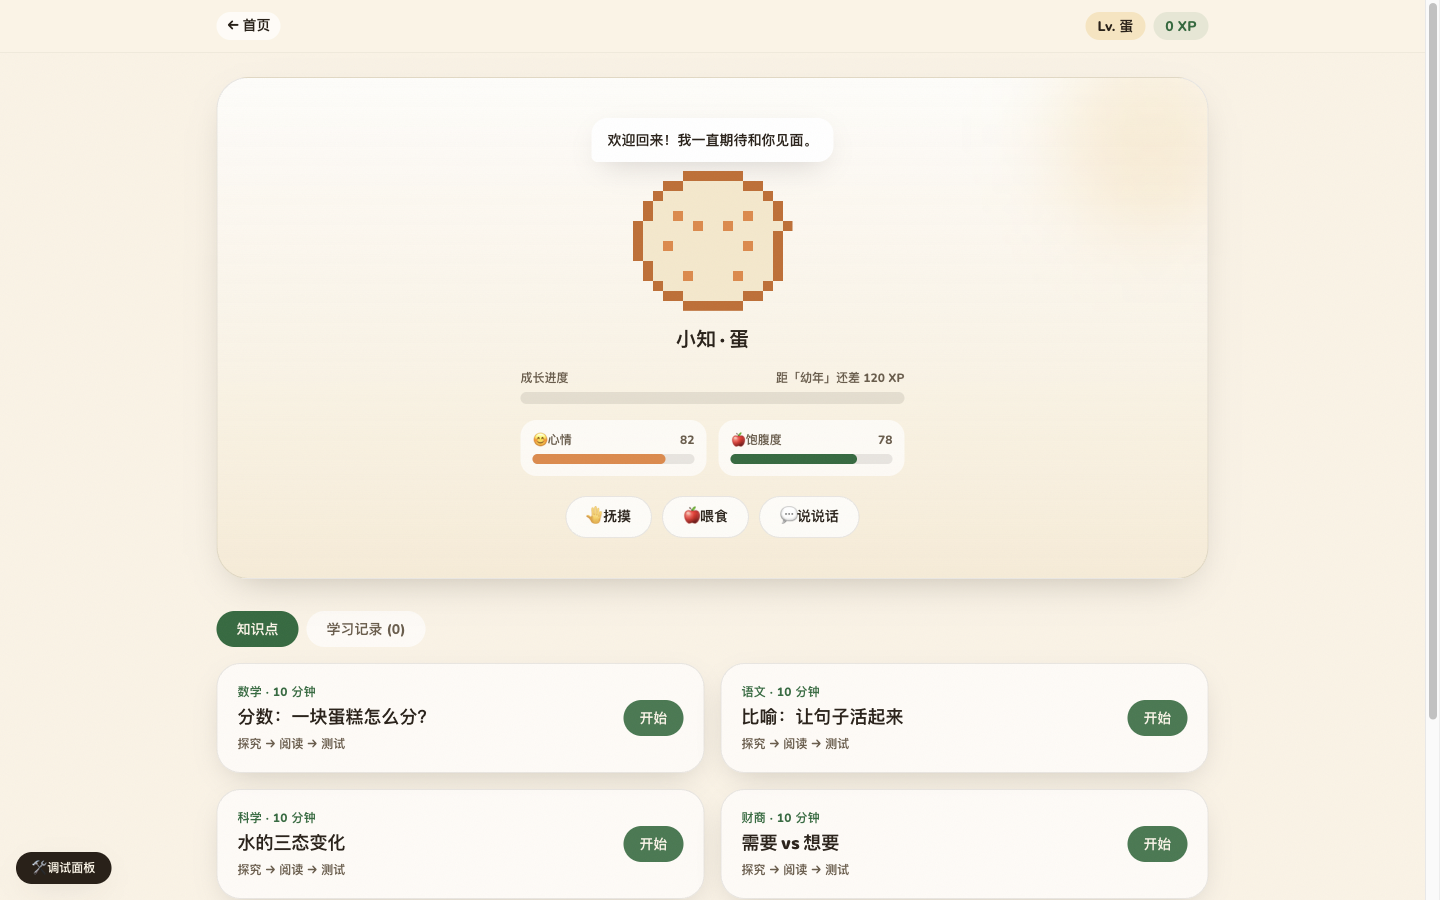 ← 首页
Lv. 蛋
0 XP
欢迎回来！我一直期待和你见面。
小知 · 蛋
成长进度
距「幼年」还差 120 XP
😊心情
82
🍎饱腹度
78
🤚抚摸
🍎喂食
💬说说话
知识点
学习记录 (0)
数学 · 10 分钟
分数：一块蛋糕怎么分？
探究 → 阅读 → 测试
开始
语文 · 10 分钟
比喻：让句子活起来
探究 → 阅读 → 测试
开始
科学 · 10 分钟
水的三态变化
探究 → 阅读 → 测试
开始
财商 · 10 分钟
需要 vs 想要
探究 → 阅读 → 测试
开始
🛠️调试面板